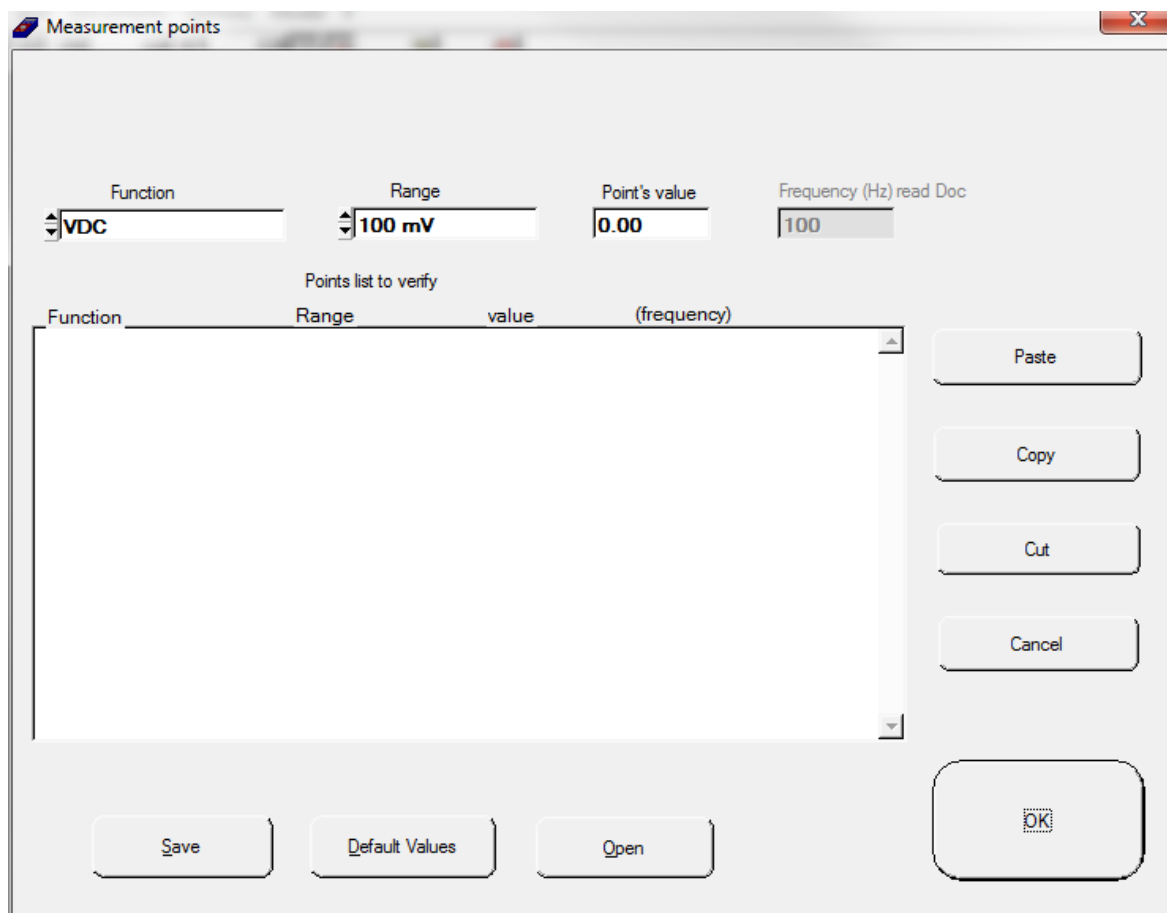 Measurement points
Function Range Point's value Frequency (Hz) read Doc
VDC 100 mV 0.00 100
Points list to verify
Function Range value (frequency)
Paste
Copy
Cut
Cancel
OK
Save Default Values Open